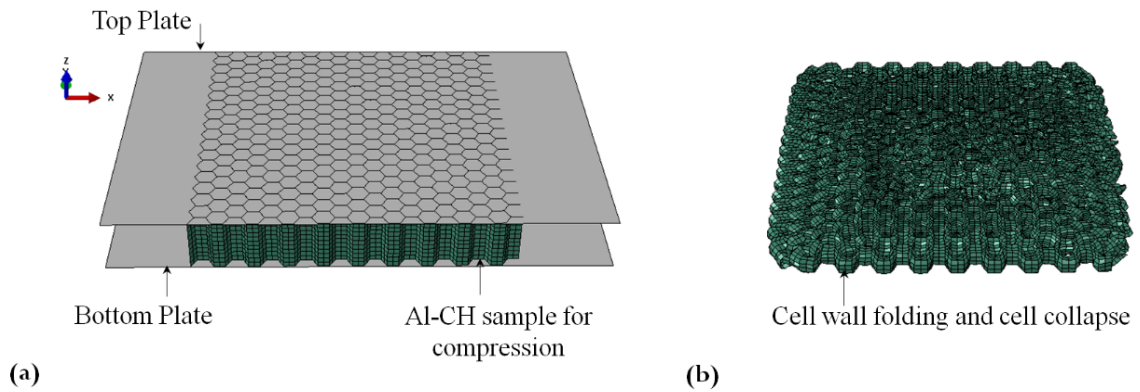 Top Plate
z
x
Bottom Plate
Al-CH sample for
compression
(a)
Cell wall folding and cell collapse
(b)